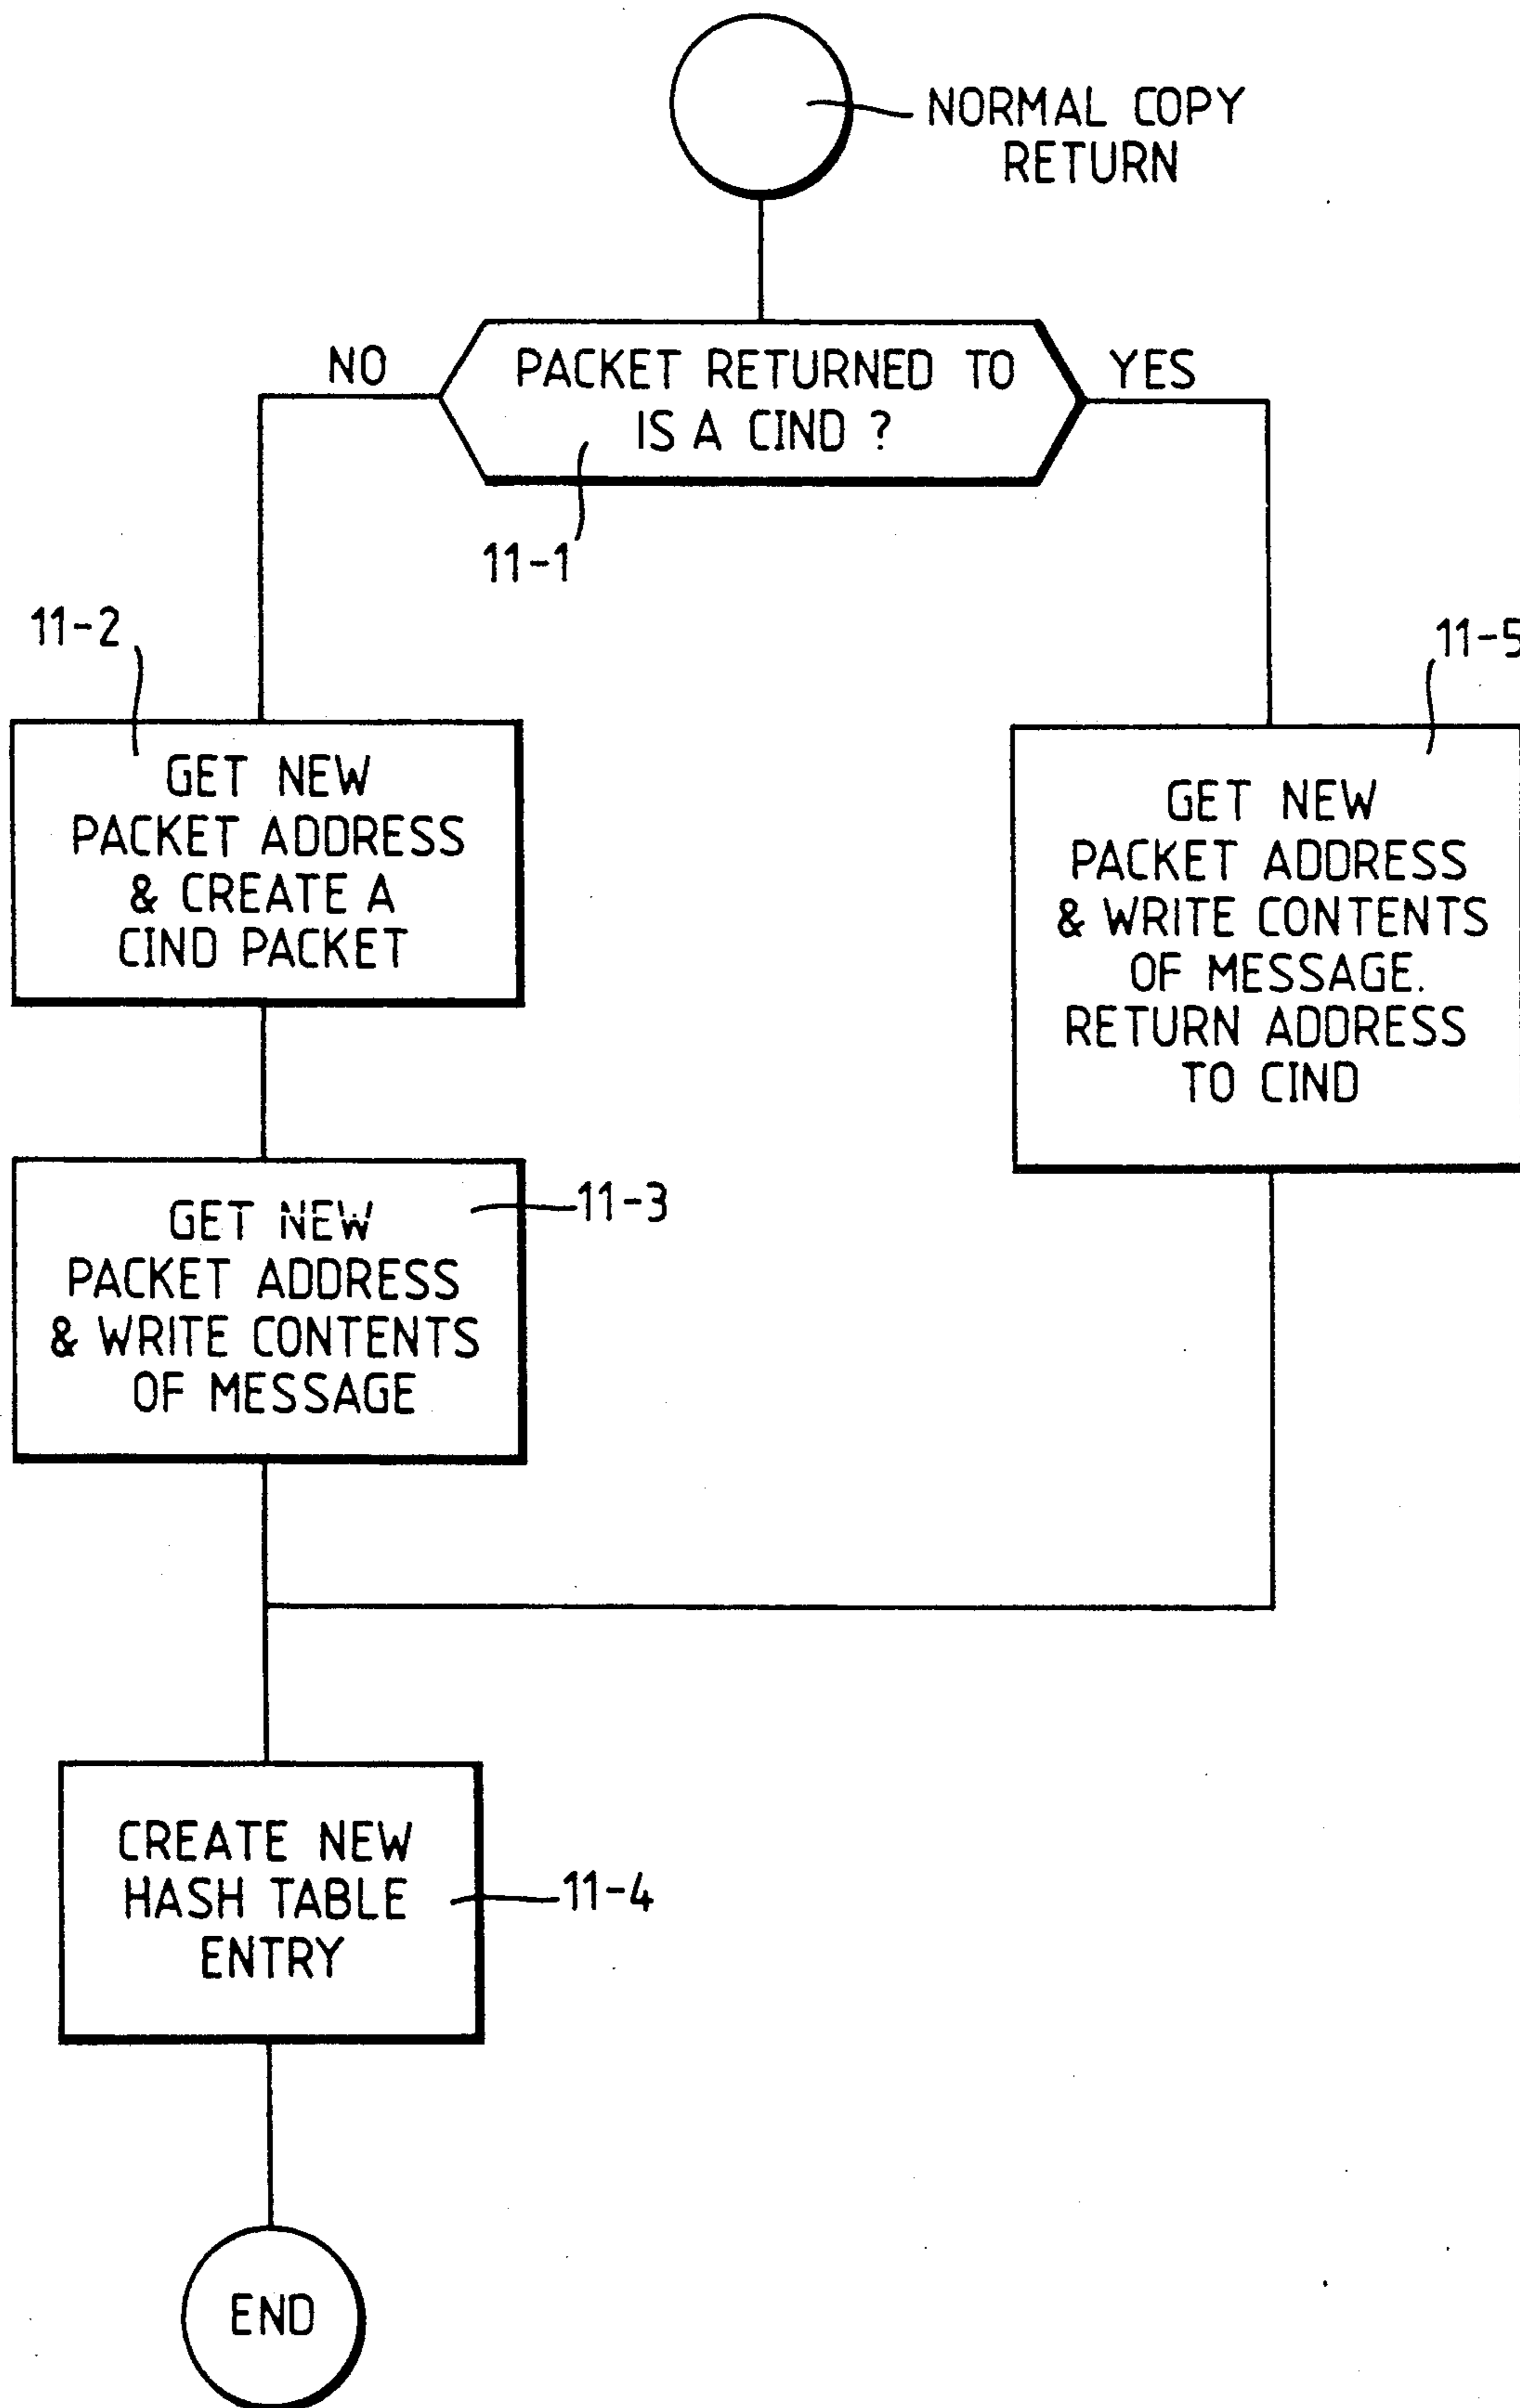 NORMAL COPY
RETURN
NO
PACKET RETURNED TO
IS A CIND ?
YES
11-1
11-2
11-5
GET NEW
PACKET ADDRESS
& CREATE A
CIND PACKET
GET NEW
PACKET ADDRESS
& WRITE CONTENTS
OF MESSAGE.
RETURN ADDRESS
TO CIND
GET NEW
PACKET ADDRESS
& WRITE CONTENTS
OF MESSAGE
11-3
CREATE NEW
HASH TABLE
ENTRY
11-4
END